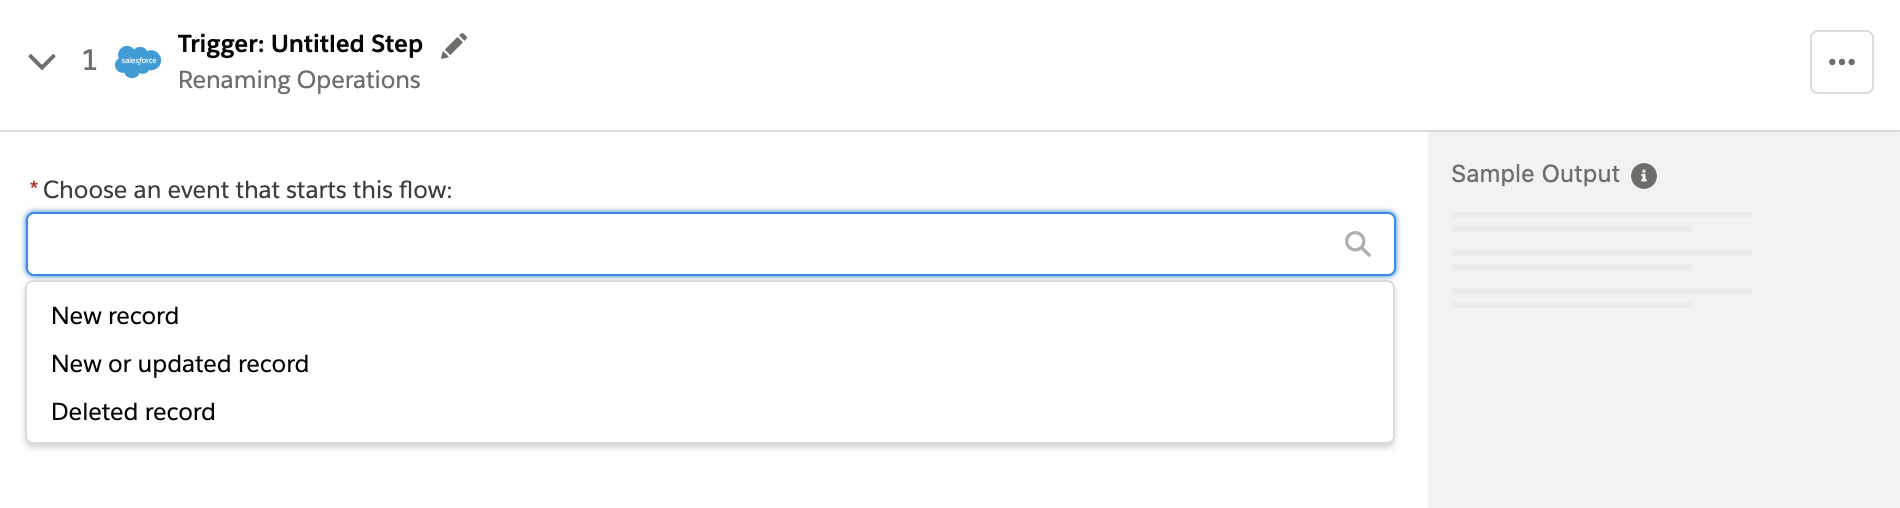 1
salesforce
Trigger: Untitled Step
Renaming Operations
* Choose an event that starts this flow:
New record
New or updated record
Deleted record
Sample Output